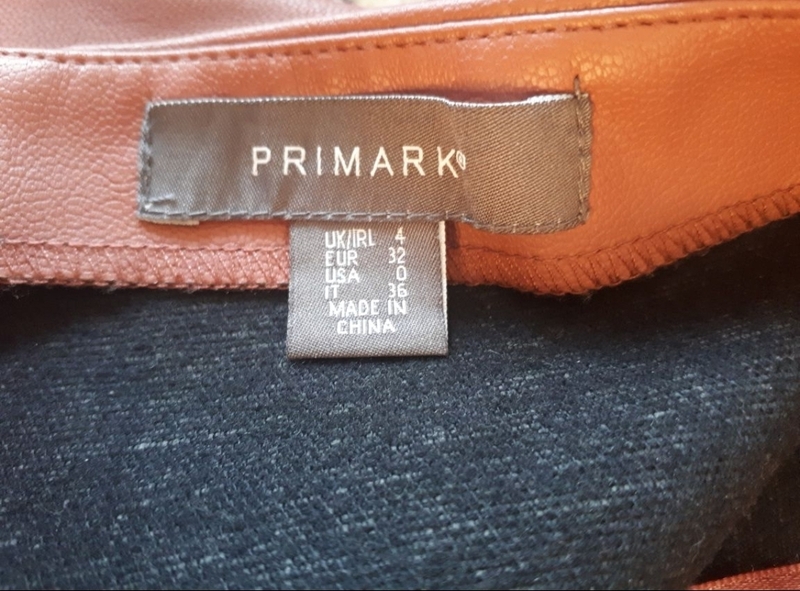 PRIMARK®
UK/IRL 4
EUR 32
USA 0
IT 36
MADE IN
CHINA